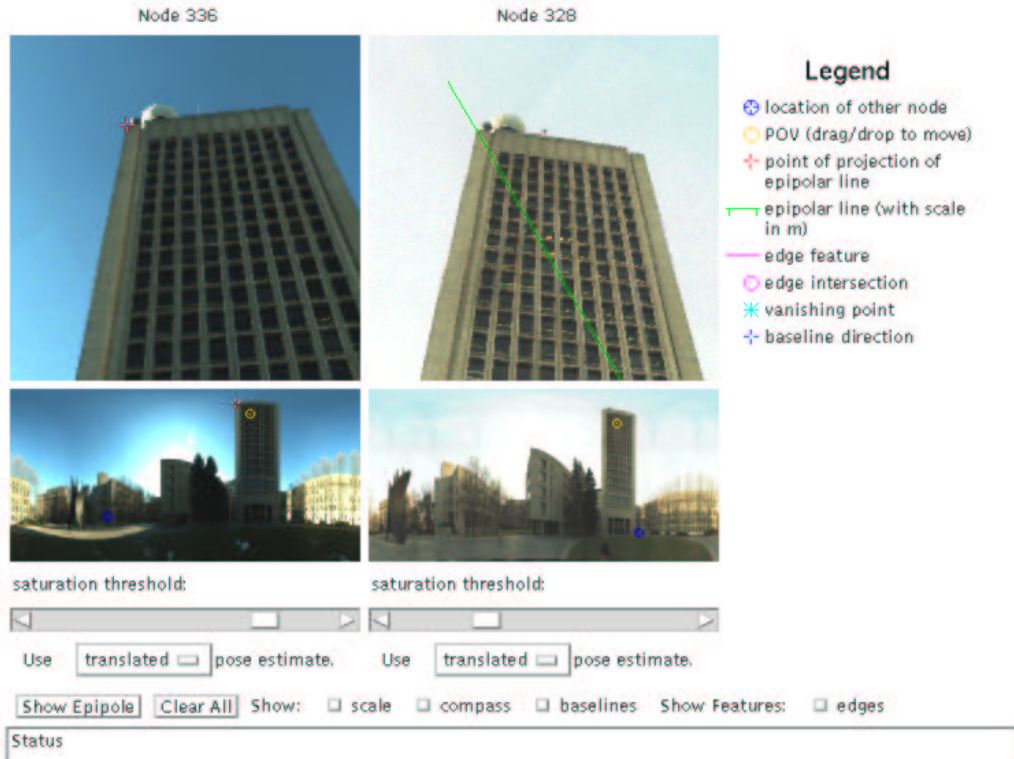 Node 336
Node 328
Legend
location of other node
POV (drag/drop to move)
point of projection of
epipolar line
epipolar line (with scale
in m)
edge feature
edge intersection
vanishing point
baseline direction
saturation threshold:
saturation threshold:
Use translated pose estimate.
Use translated pose estimate.
Show Epipole Clear All Show: scale compass baselines Show Features: edges
Status